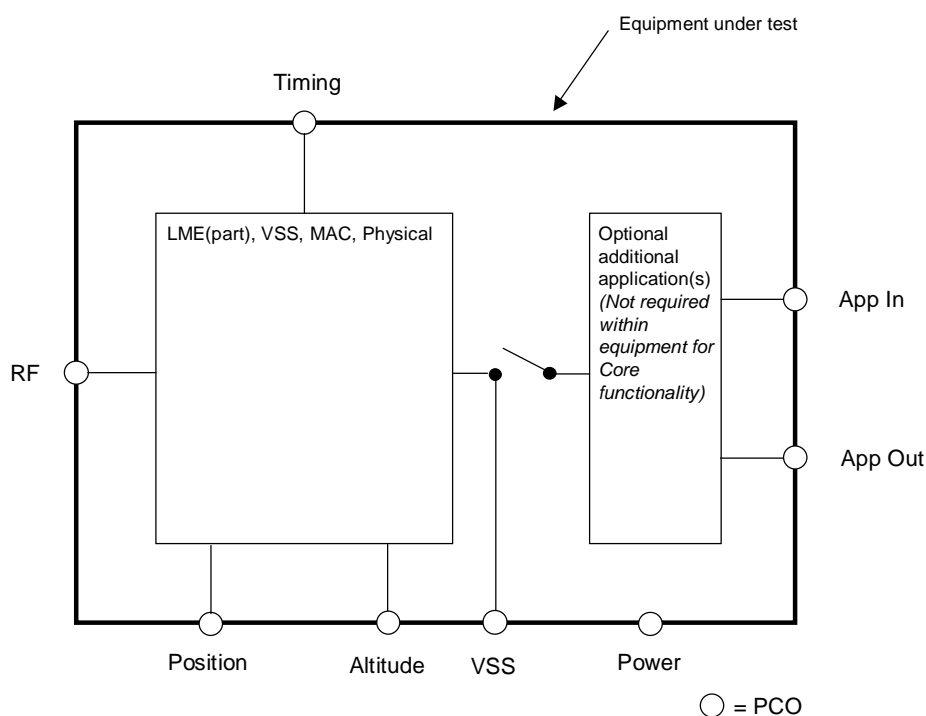 Equipment under test
Timing
LME(part), VSS, MAC, Physical
Optional
additional
application(s)
(Not required
within
equipment for
Core
functionality)
App In
RF
App Out
Position
Altitude
VSS
Power
= PCO